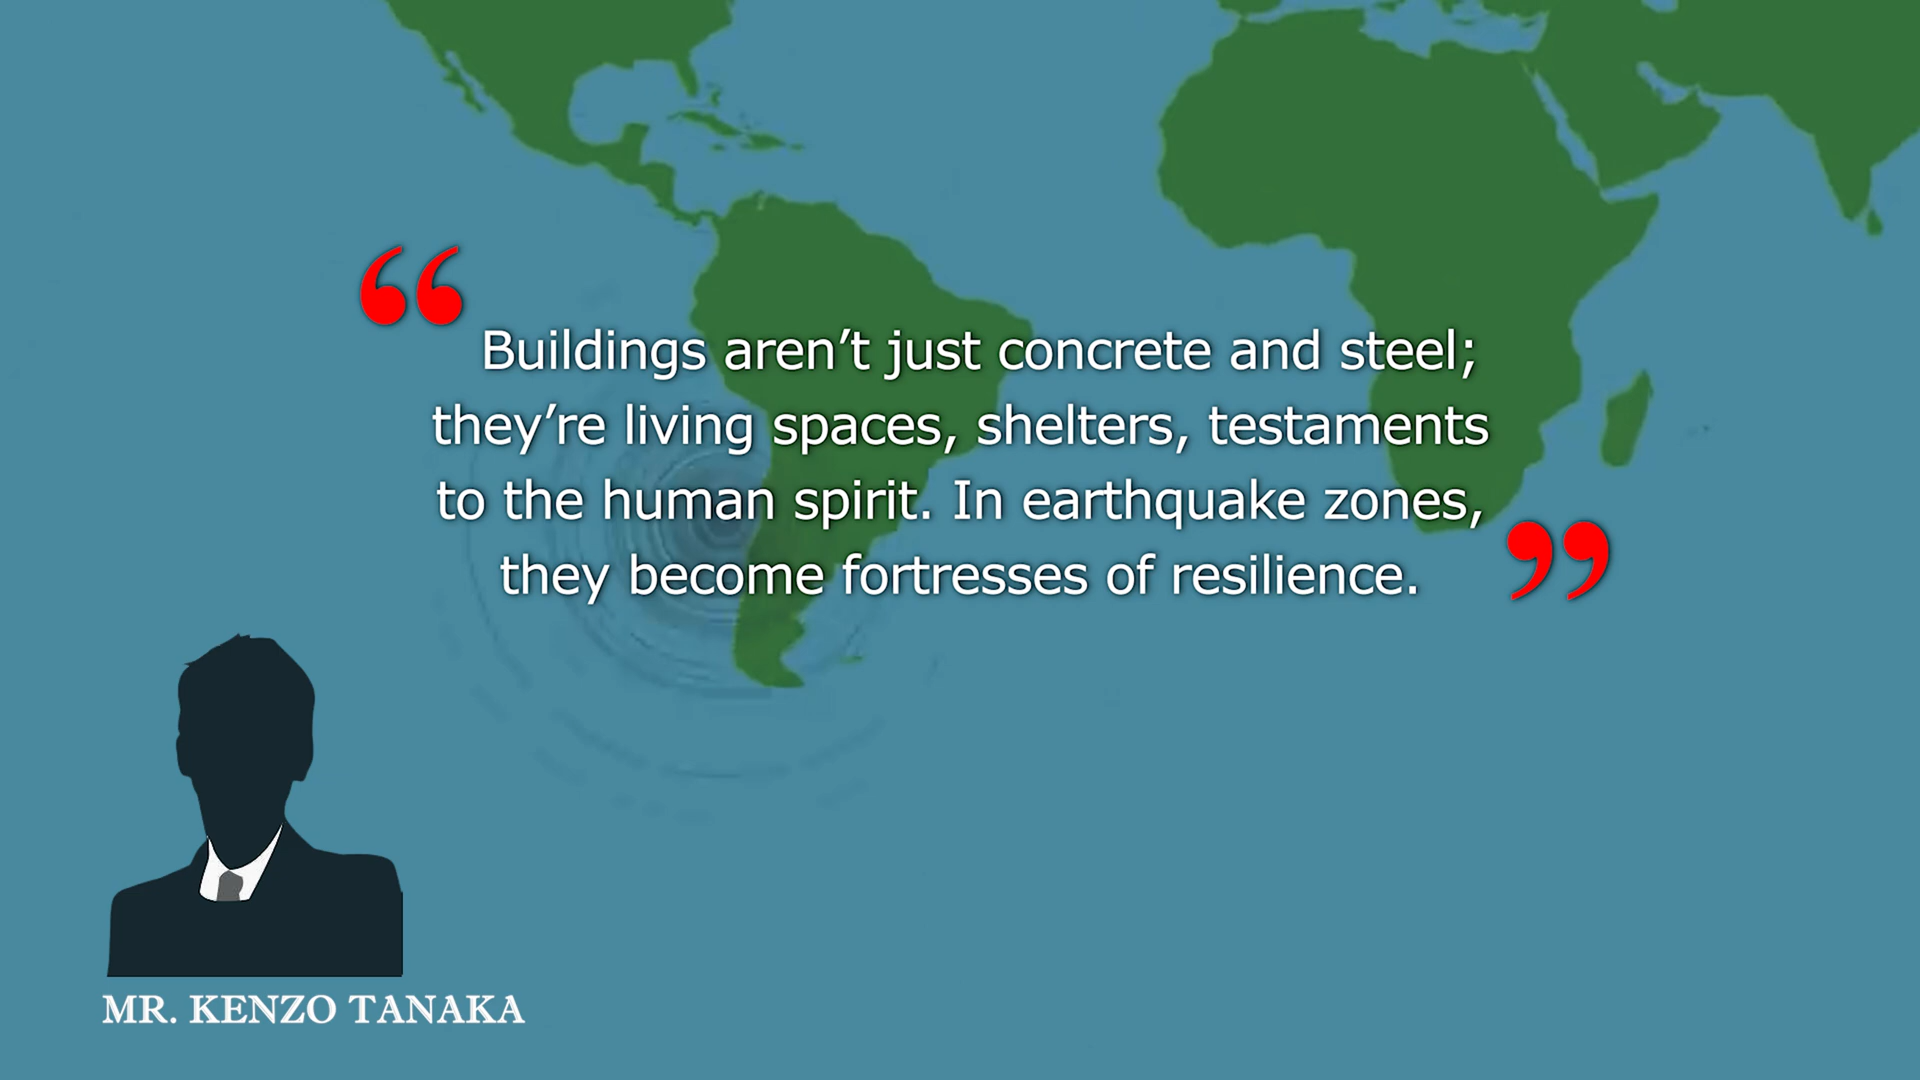 “Buildings aren’t just concrete and steel;
they’re living spaces, shelters, testaments
to the human spirit. In earthquake zones,
they become fortresses of resilience.”
MR. KENZO TANAKA